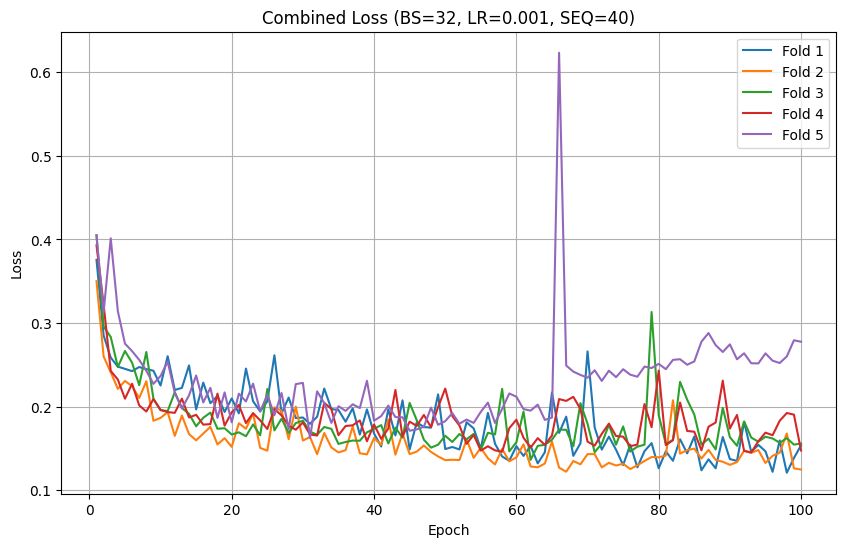 Combined Loss (BS=32, LR=0.001, SEQ=40)
Fold 1
Fold 2
Fold 3
Fold 4
Fold 5
0.6
0.5
0.4
0.3
0.2
0.1
Loss
0 20 40 60 80 100
Epoch